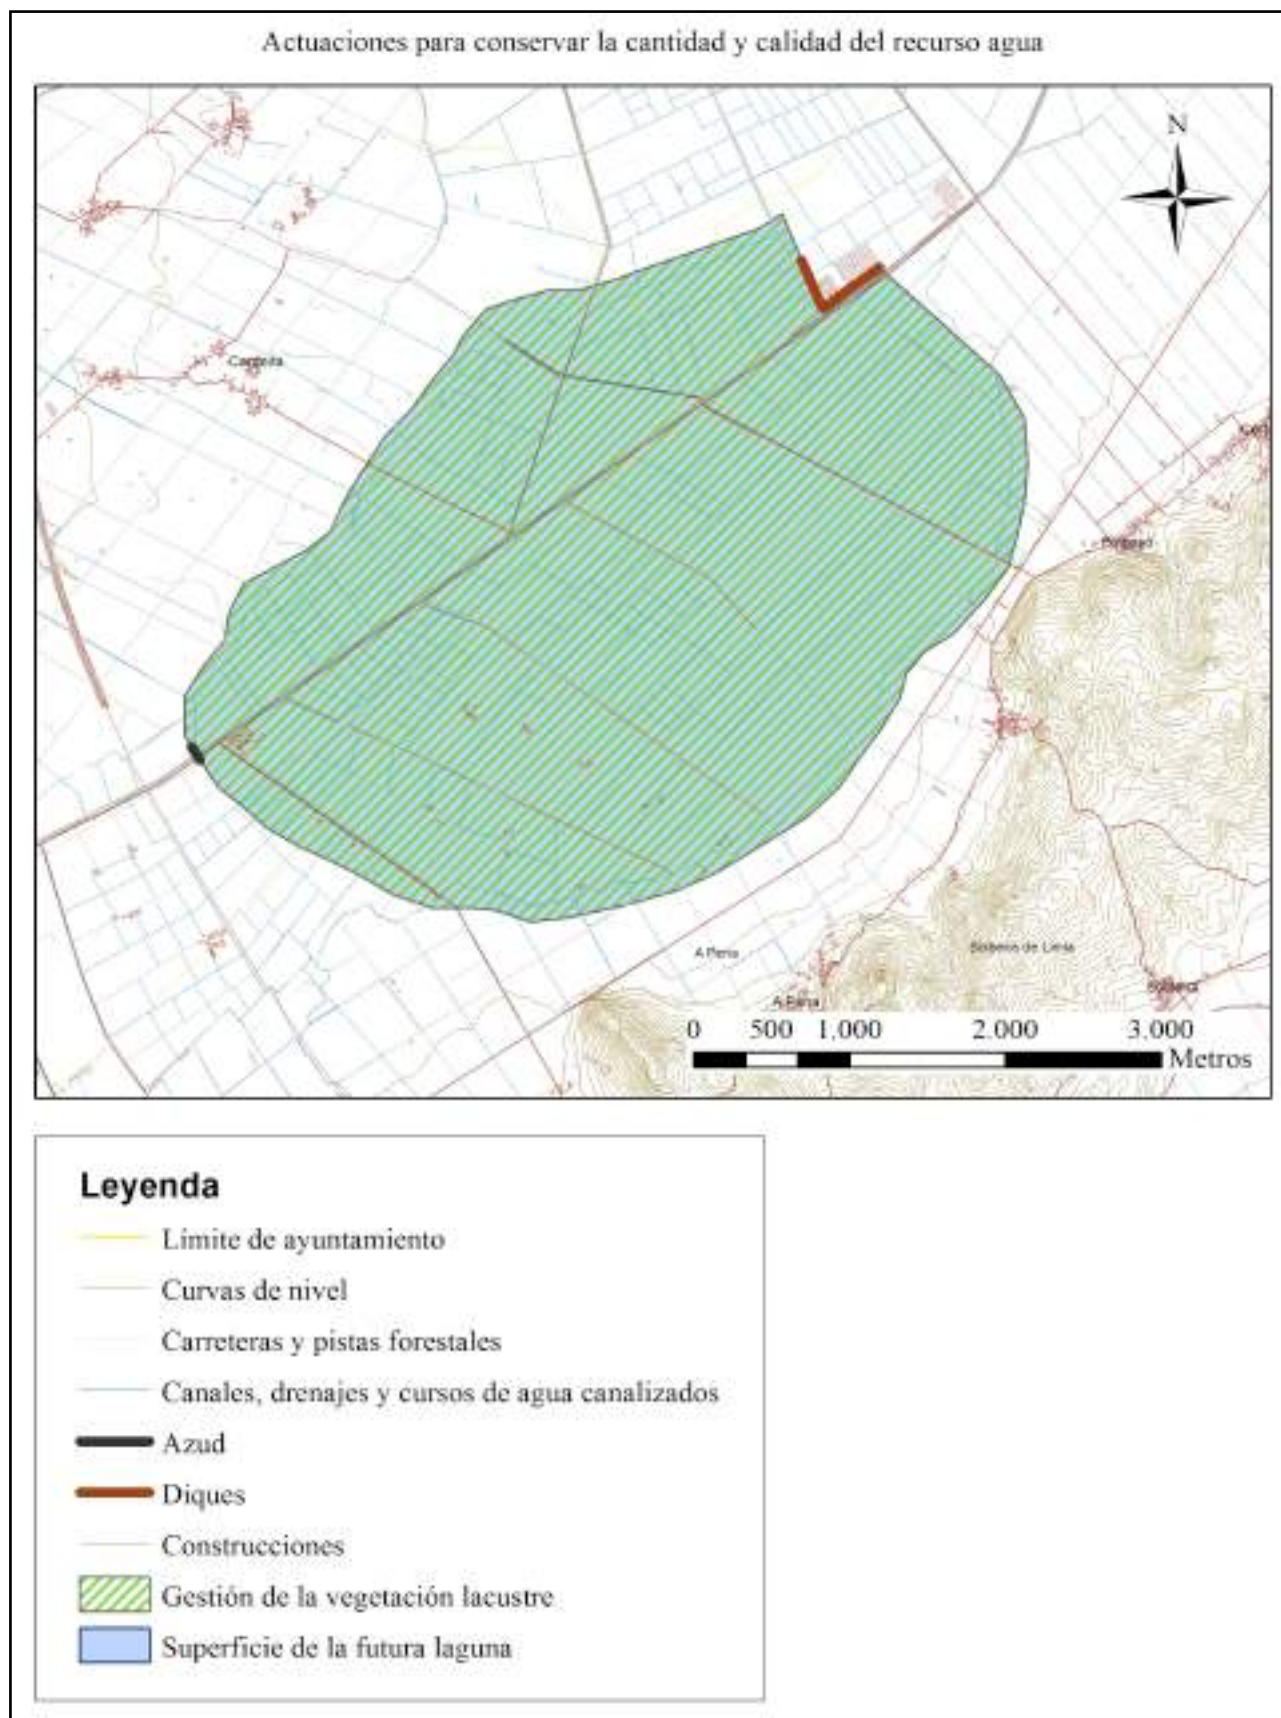 Actuaciones para conservar la cantidad y calidad del recurso agua
N
A Pena
A Pena
0 500 1.000 2.000 3.000
Metros
Leyenda
Límite de ayuntamiento
Curvas de nivel
Carreteras y pistas forestales
Canales, drenajes y cursos de agua canalizados
Azud
Diques
Construcciones
Gestión de la vegetación lacustre
Superficie de la futura laguna